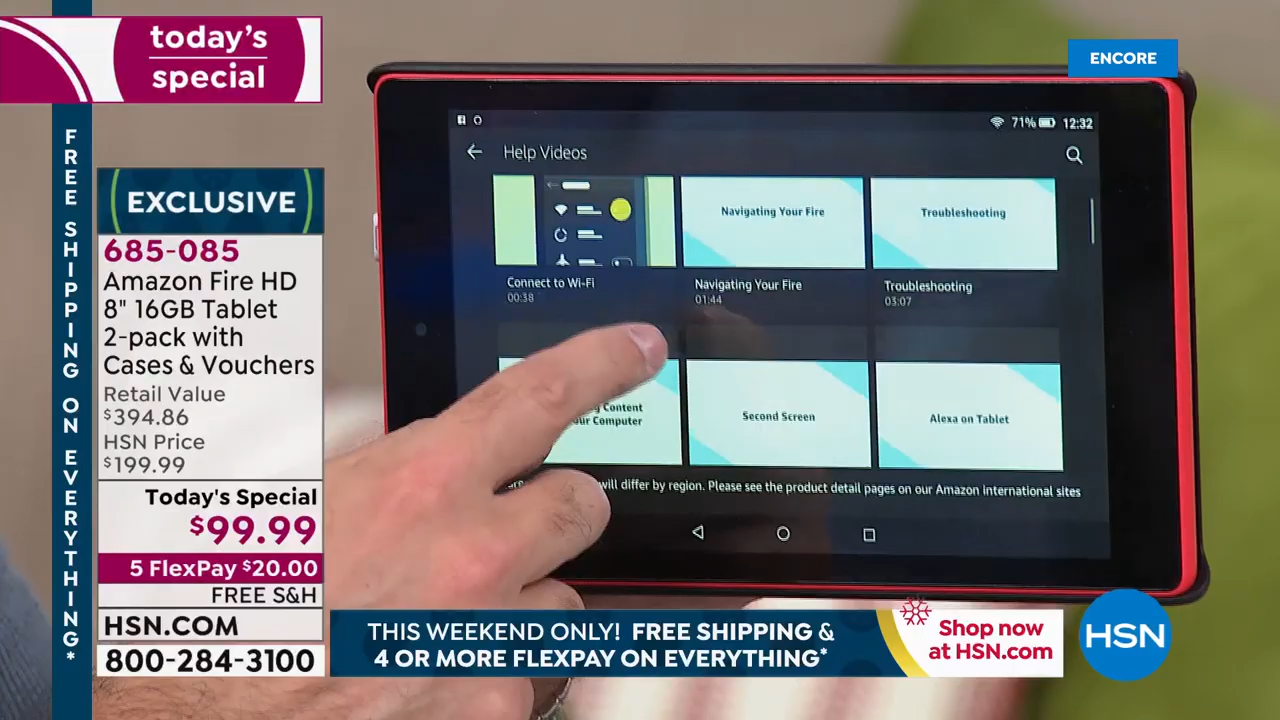 today's
special
ENCORE
FREE SHIPPING ON EVERYTHING*
EXCLUSIVE
685-085
Amazon Fire HD
8" 16GB Tablet
2-pack with
Cases & Vouchers
Retail Value
$394.86
HSN Price
$199.99
Today's Special
$99.99
5 FlexPay $20.00
FREE S&H
HSN.COM
800-284-3100
71% 12:32
Help Videos
Navigating Your Fire
Troubleshooting
Connect to Wi-Fi
00:38
Navigating Your Fire
01:44
Troubleshooting
03:07
Content
Computer
Second Screen
Alexa on Tablet
will differ by region. Please see the product detail pages on our Amazon international sites
THIS WEEKEND ONLY! FREE SHIPPING &
4 OR MORE FLEXPAY ON EVERYTHING*
Shop now
at HSN.com
HSN